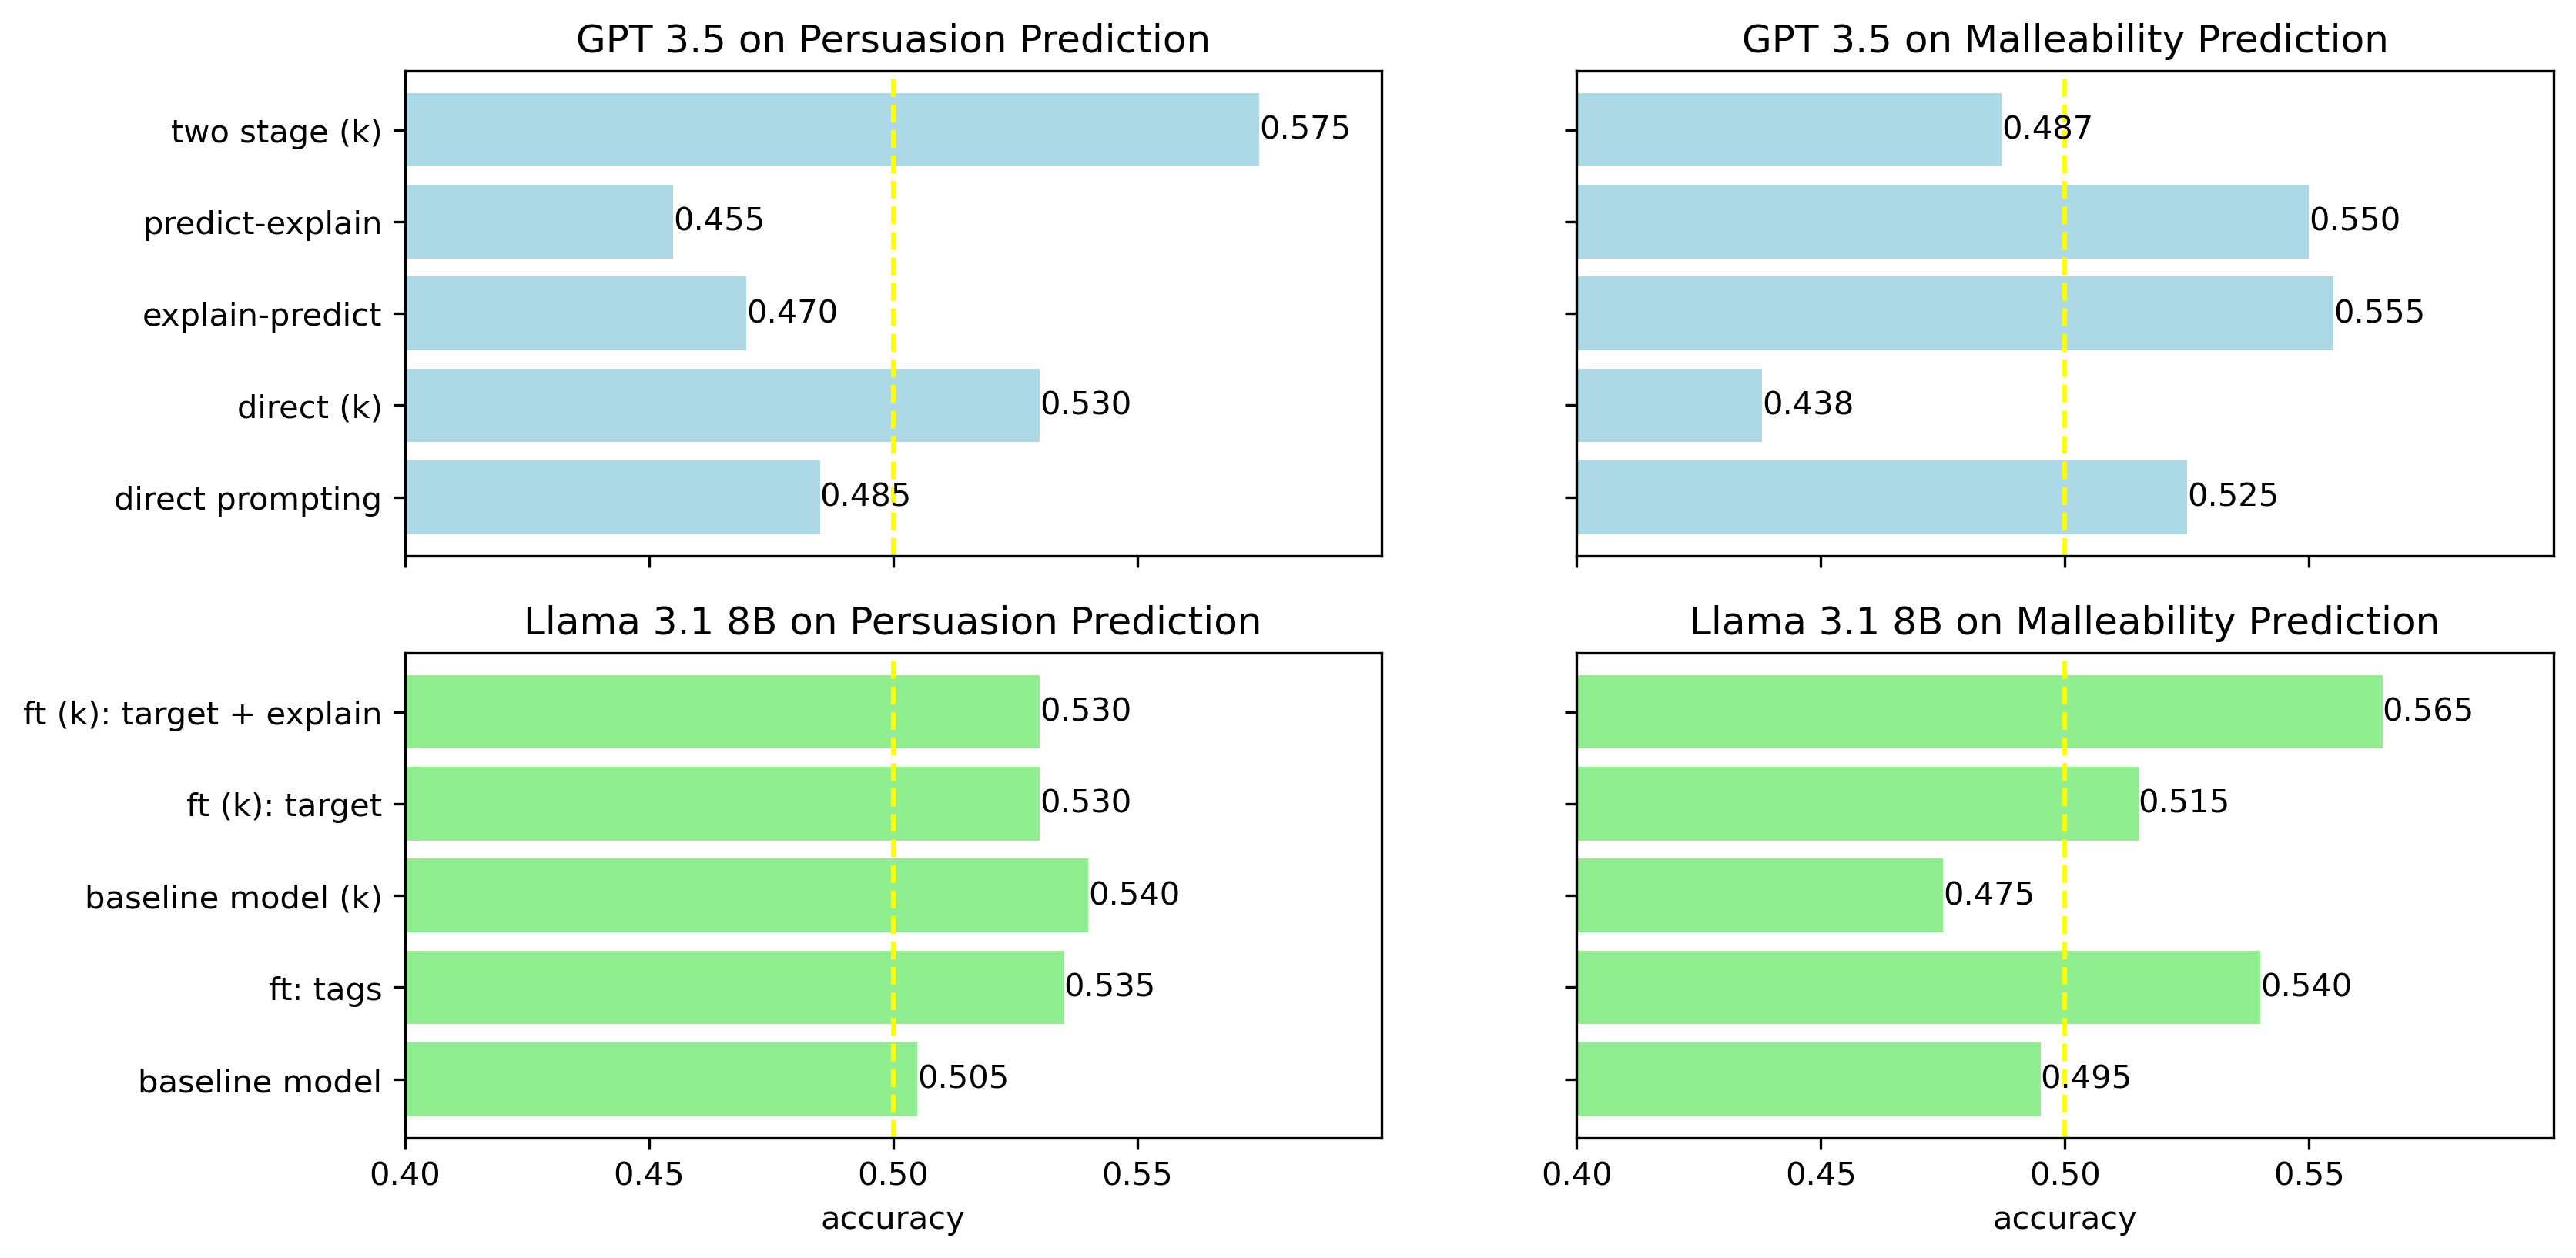 GPT 3.5 on Persuasion Prediction
two stage (k)
0.575
predict-explain
0.455
explain-predict
0.470
direct (k)
0.530
direct prompting
0.485
GPT 3.5 on Malleability Prediction
0.487
0.550
0.555
0.438
0.525
Llama 3.1 8B on Persuasion Prediction
ft (k): target + explain
0.530
ft (k): target
0.530
baseline model (k)
0.540
ft: tags
0.535
baseline model
0.505
0.40 0.45 0.50 0.55
accuracy
Llama 3.1 8B on Malleability Prediction
0.565
0.515
0.475
0.540
0.495
0.40 0.45 0.50 0.55
accuracy